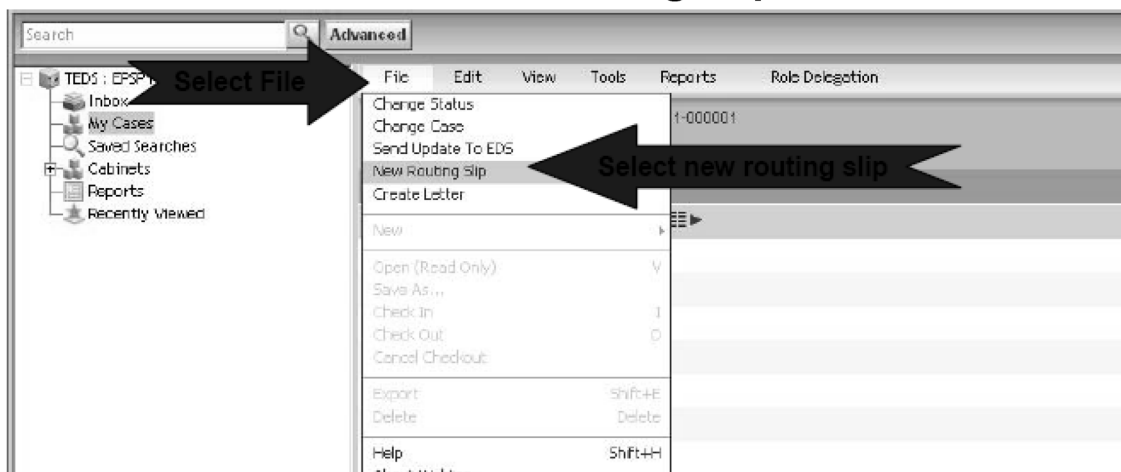 Search
Advanced
TEDS : EPSP
Select File
Inbox
My Cases
Saved Searches
Cabinets
Reports
Recently Viewed
File Edit View Tools Reports Role Delegation
Change Status
Change Case
1-000001
Send Update To EDS
New Routing Slip
Select new routing slip
Create Letter
New
Open (Read Only) V
Save As...
Check In I
Check Out O
Cancel Checkout
Export Shift+E
Delete Delete
Help Shift+H